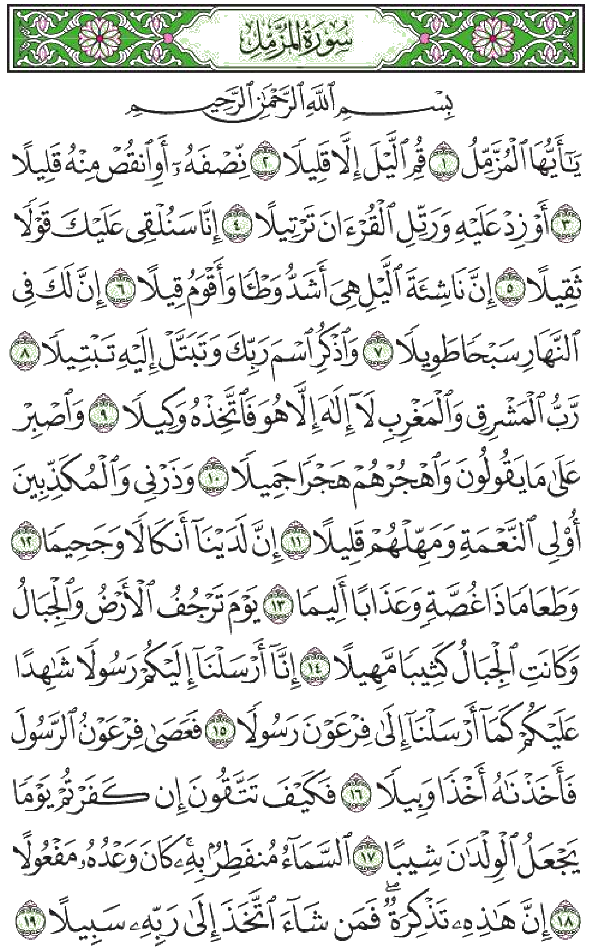 سُورَةُ المُزَّمِّلِ
بِسْمِ ٱللَّهِ ٱلرَّحْمَٰنِ ٱلرَّحِيمِ
يَٰٓأَيُّهَا ٱلْمُزَّمِّلُ ١ قُمِ ٱلَّيْلَ إِلَّا قَلِيلًا ٢ نِّصْفَهُۥٓ أَوِ ٱنقُصْ مِنْهُ قَلِيلًا
٣ أَوْ زِدْ عَلَيْهِ وَرَتِّلِ ٱلْقُرْءَانَ تَرْتِيلًا ٤ إِنَّا سَنُلْقِى عَلَيْكَ قَوْلًا
ثَقِيلًا ٥ إِنَّ نَاشِئَةَ ٱلَّيْلِ هِىَ أَشَدُّ وَطْـًٔا وَأَقْوَمُ قِيلًا ٦ إِنَّ لَكَ فِى
ٱلنَّهَارِ سَبْحًا طَوِيلًا ٧ وَٱذْكُرِ ٱسْمَ رَبِّكَ وَتَبَتَّلْ إِلَيْهِ تَبْتِيلًا ٨
رَّبُّ ٱلْمَشْرِقِ وَٱلْمَغْرِبِ لَآ إِلَٰهَ إِلَّا هُوَ فَٱتَّخِذْهُ وَكِيلًا ٩ وَٱصْبِرْ
عَلَىٰ مَا يَقُولُونَ وَٱهْجُرْهُمْ هَجْرًا جَمِيلًا ١٠ وَذَرْنِى وَٱلْمُكَذِّبِينَ
أُو۟لِى ٱلنَّعْمَةِ وَمَهِّلْهُمْ قَلِيلًا ١١ إِنَّ لَدَيْنَآ أَنكَالًا وَجَحِيمًا ١٢
وَطَعَامًا ذَا غُصَّةٍ وَعَذَابًا أَلِيمًا ١٣ يَوْمَ تَرْجُفُ ٱلْأَرْضُ وَٱلْجِبَالُ
وَكَانَتِ ٱلْجِبَالُ كَثِيبًا مَّهِيلًا ١٤ إِنَّآ أَرْسَلْنَآ إِلَيْكُمْ رَسُولًا شَٰهِدًا
عَلَيْكُمْ كَمَآ أَرْسَلْنَآ إِلَىٰ فِرْعَوْنَ رَسُولًا ١٥ فَعَصَىٰ فِرْعَوْنُ ٱلرَّسُولَ
فَأَخَذْنَٰهُ أَخْذًا وَبِيلًا ١٦ فَكَيْفَ تَتَّقُونَ إِن كَفَرْتُمْ يَوْمًا
يَجْعَلُ ٱلْوِلْدَٰنَ شِيبًا ١٧ ٱلسَّمَآءُ مُنفَطِرٌۢ بِهِۦ ۚ كَانَ وَعْدُهُۥ مَفْعُولًا
١٨ إِنَّ هَٰذِهِۦ تَذْكِرَةٌ ۖ فَمَن شَآءَ ٱتَّخَذَ إِلَىٰ رَبِّهِۦ سَبِيلًا ١٩